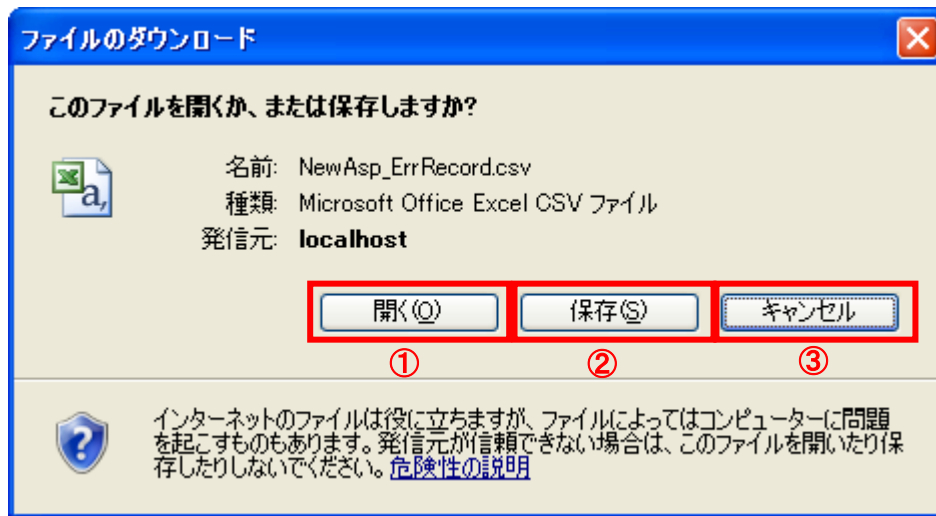 ファイルのダウンロード
このファイルを開くか、または保存しますか?
名前: NewAsp_ErrRecord.csv
種類: Microsoft Office Excel CSV ファイル
発信元: localhost
開く(O) 保存(S) キャンセル
① ② ③
インターネットのファイルは役に立ちますが、ファイルによってはコンピューターに問題
を起こすものもあります。発信元が信頼できない場合は、このファイルを開いたり保
存したりしないでください。危険性の説明